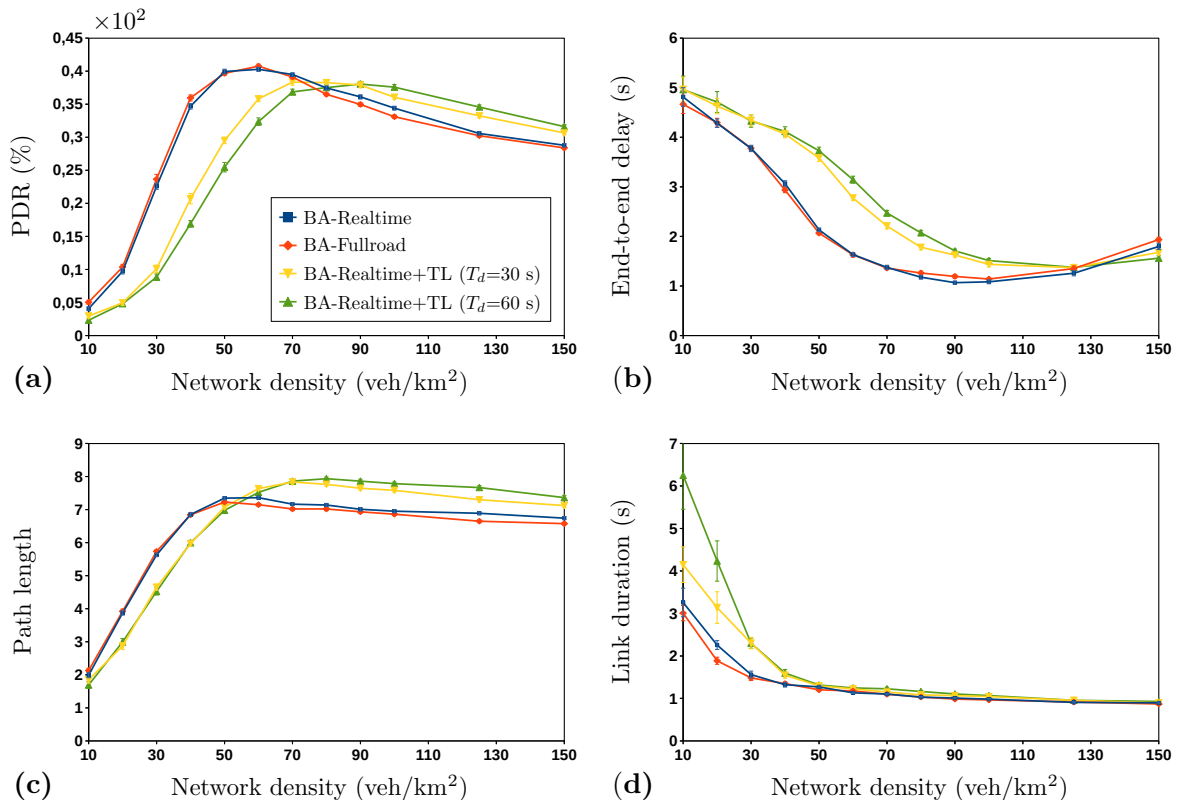 ×10²
0,45
0,4
0,35
0,3
0,25
0,2
0,15
0,1
0,05
0
PDR (%)
BA-Realtime
BA-Fullroad
BA-Realtime+TL (T_d=30 s)
BA-Realtime+TL (T_d=60 s)
10 30 50 70 90 110 130 150
(a) Network density (veh/km²)
6
5
4
3
2
1
0
End-to-end delay (s)
10 30 50 70 90 110 130 150
(b) Network density (veh/km²)
9
8
7
6
5
4
3
2
1
0
Path length
10 30 50 70 90 110 130 150
(c) Network density (veh/km²)
7
6
5
4
3
2
1
0
Link duration (s)
10 30 50 70 90 110 130 150
(d) Network density (veh/km²)